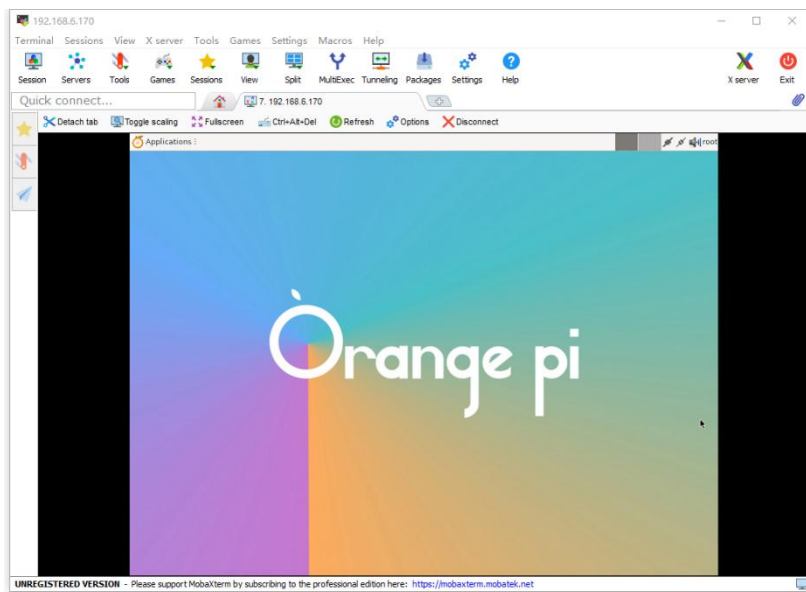 192.168.6.170
Terminal Sessions View X server Tools Games Settings Macros Help
Session Servers Tools Games Sessions View Split MultiExec Tunneling Packages Settings Help X server Exit
Quick connect... 7. 192.168.6.170
Detach tab Toggle scaling Fullscreen Ctrl+Alt+Del Refresh Options Disconnect
Applications root
Orange pi
UNREGISTERED VERSION - Please support MobaXterm by subscribing to the professional edition here: https://mobaxterm.mobatek.net